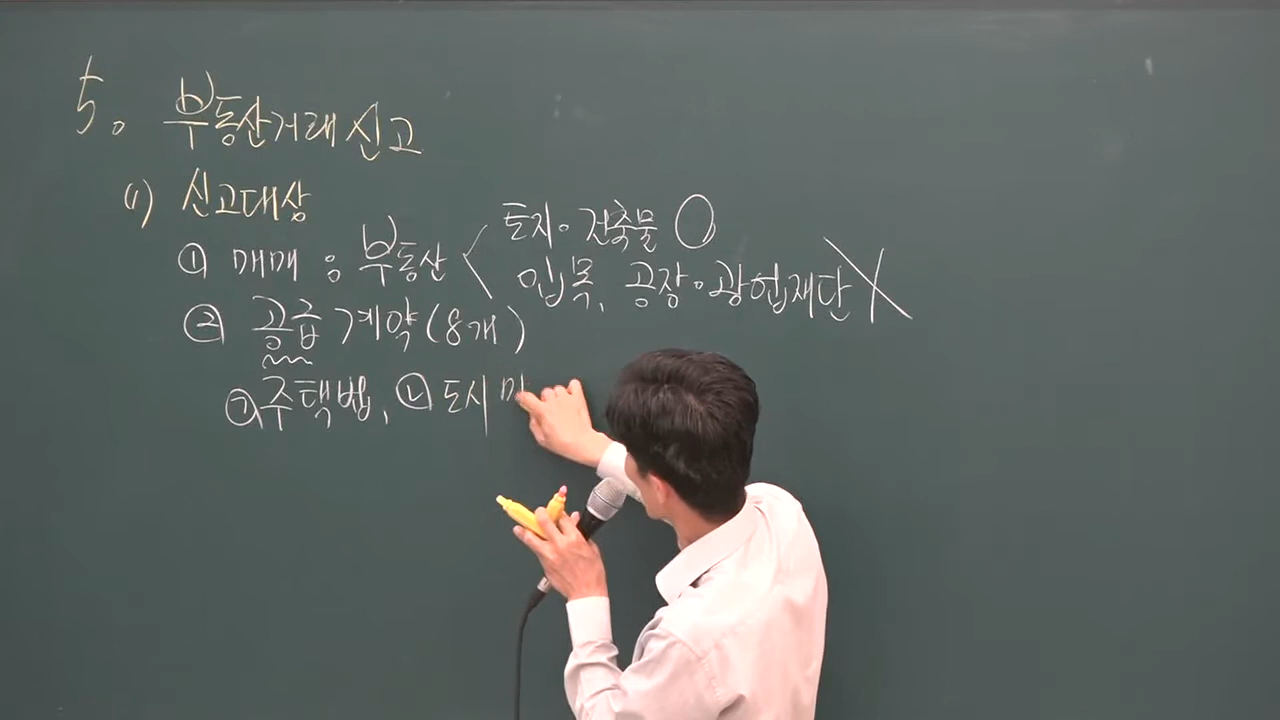 5. 부동산거래신고
(1) 신고대상
① 매매 : 부동산 < 토지·건축물 ○
입목, 공장·광업재단 X
② 공급계약(8개)
㉠ 주택법, ㉡ 도시 및